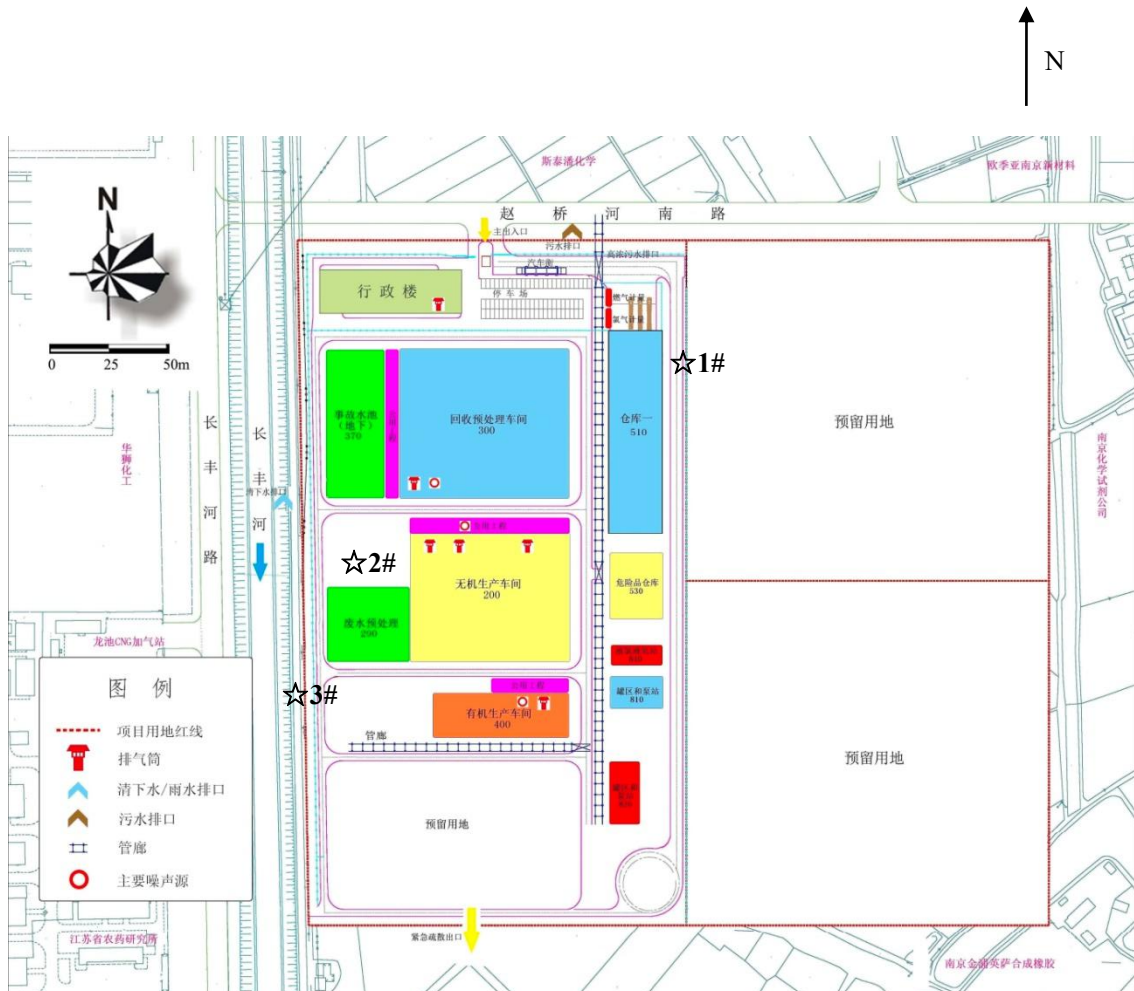 N
斯泰潘化学
欧季亚南京新材料
N
赵桥河南路
主出入口
污水排口
高浓污水排口
汽车衡
行政楼
停车场
燃气计量
氯气计量
0 25 50m
☆1#
事故水池
(地下)
370
回收预处理车间
300
仓库一
510
预留用地
长丰河路
长丰河
华狮化工
清下水排口
南京化学试剂公司
☆2#
无机生产车间
200
危险品仓库
530
废水预处理
290
龙池CNG加气站
☆3#
罐区和泵站
810
有机生产车间
400
管廊
预留用地
预留用地
图例
项目用地红线
排气筒
清下水/雨水排口
污水排口
管廊
主要噪声源
江苏省农药研究所
紧急疏散出口
南京金浦英萨合成橡胶